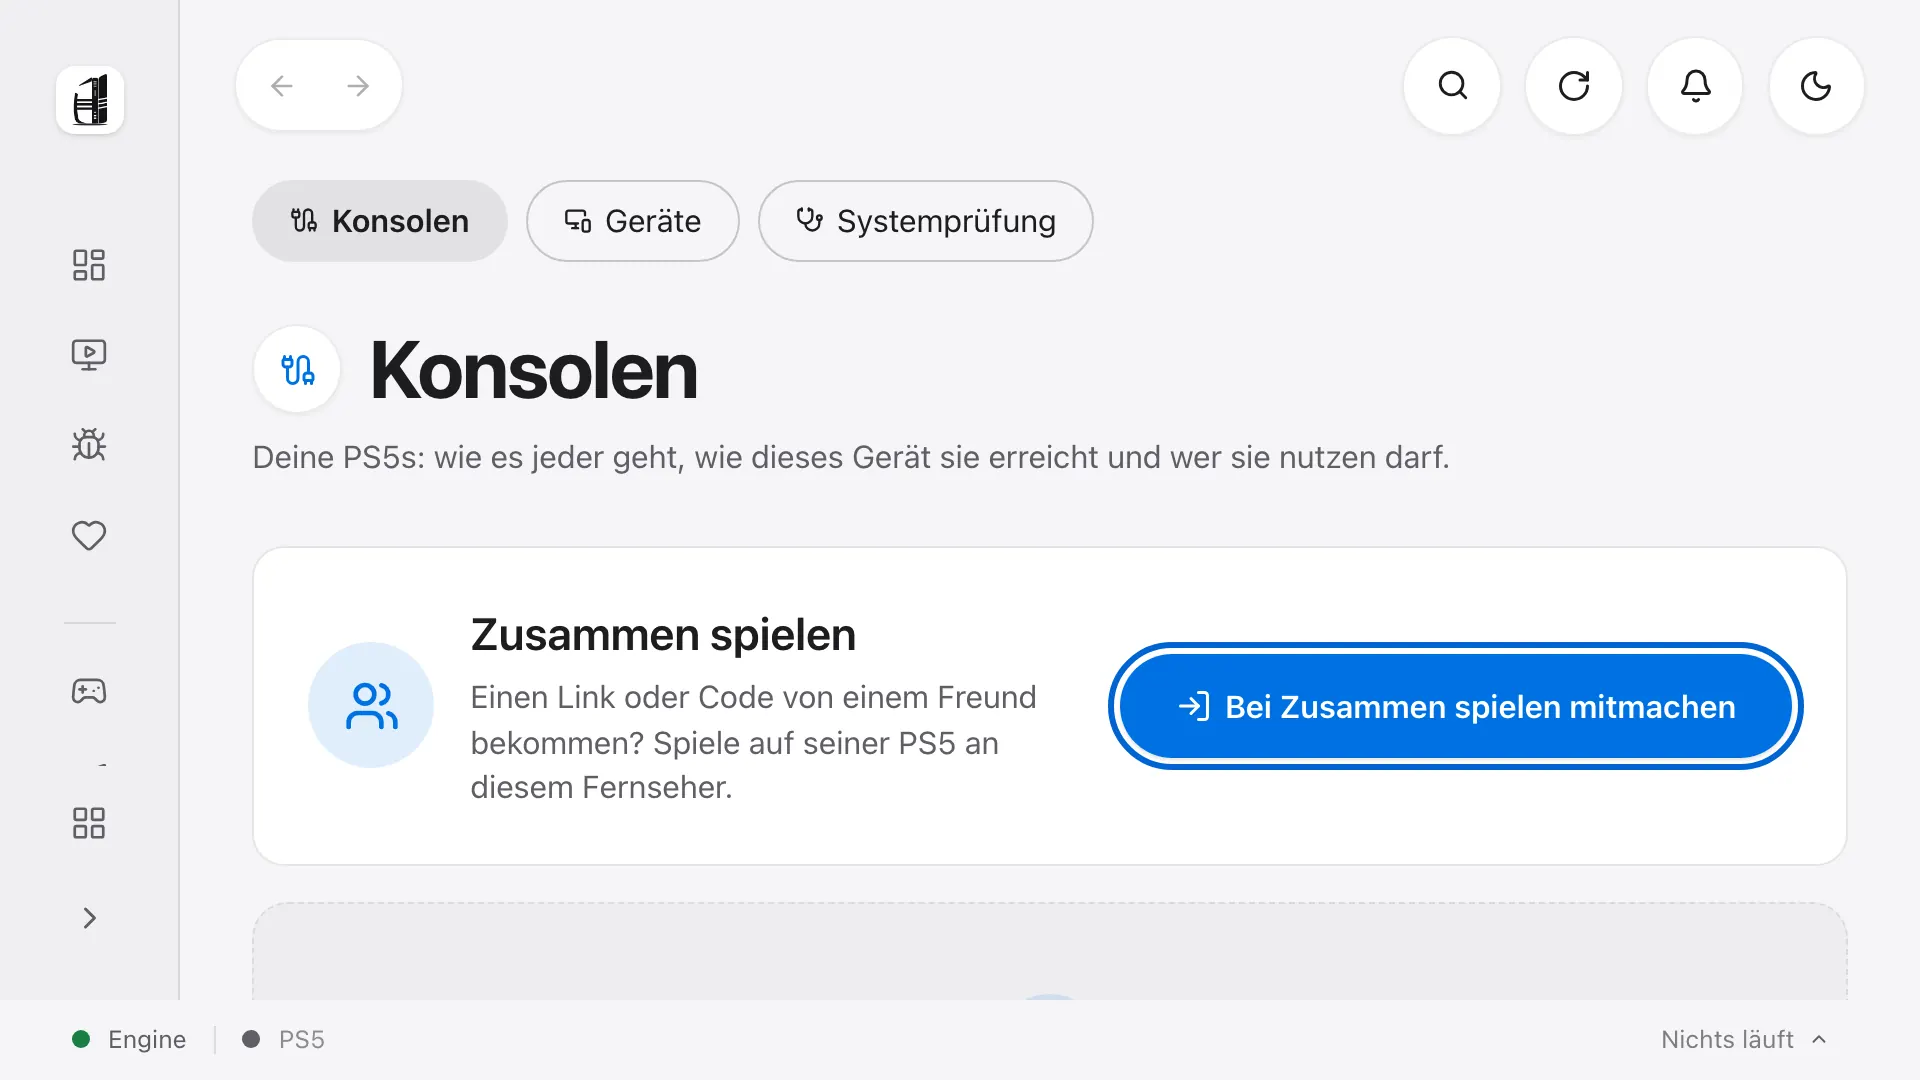 Konsolen
Geräte
Systemprüfung
Konsolen
Deine PS5s: wie es jeder geht, wie dieses Gerät sie erreicht und wer sie nutzen darf.
Zusammen spielen
Einen Link oder Code von einem Freund
bekommen? Spiele auf seiner PS5 an
diesem Fernseher.
Bei Zusammen spielen mitmachen
Engine
PS5
Nichts läuft